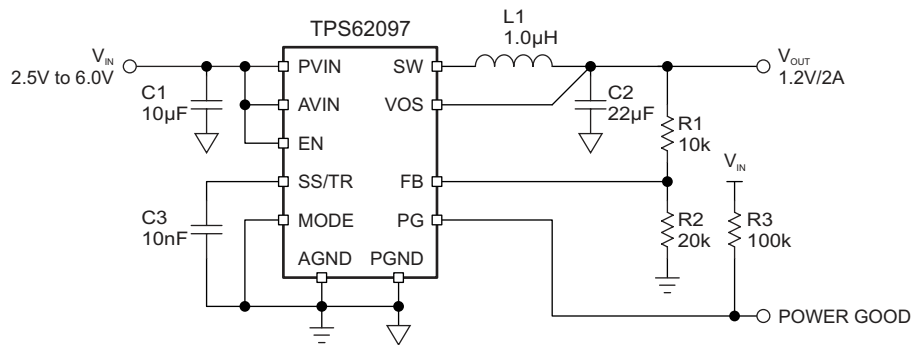 TPS62097
V_IN
2.5V to 6.0V
C1
10µF
C3
10nF
PVIN
AVIN
EN
SS/TR
MODE
AGND
PGND
SW
VOS
FB
PG
L1
1.0µH
C2
22µF
V_OUT
1.2V/2A
R1
10k
R2
20k
V_IN
R3
100k
POWER GOOD